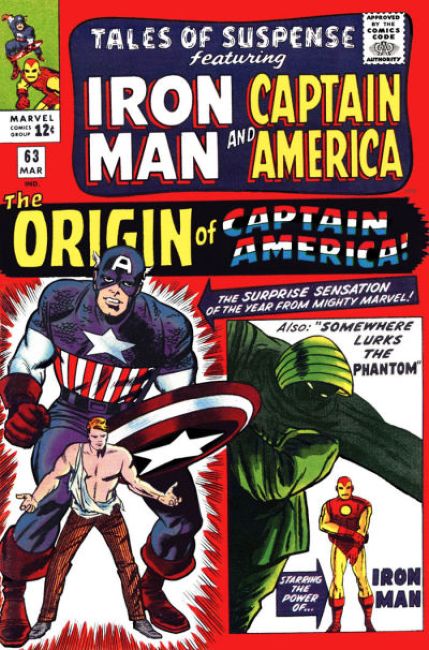 TALES OF SUSPENSE
featuring
IRON MAN AND CAPTAIN AMERICA
APPROVED
BY THE
COMICS
CODE
AUTHORITY
MARVEL
COMICS
GROUP
12¢
63
MAR
IND.
The
ORIGIN of CAPTAIN AMERICA!
THE SURPRISE SENSATION
OF THE YEAR FROM MIGHTY MARVEL!
ALSO: "SOMEWHERE
LURKS
THE
PHANTOM"
A
STARRING
THE POWER
OF...
IRON
MAN